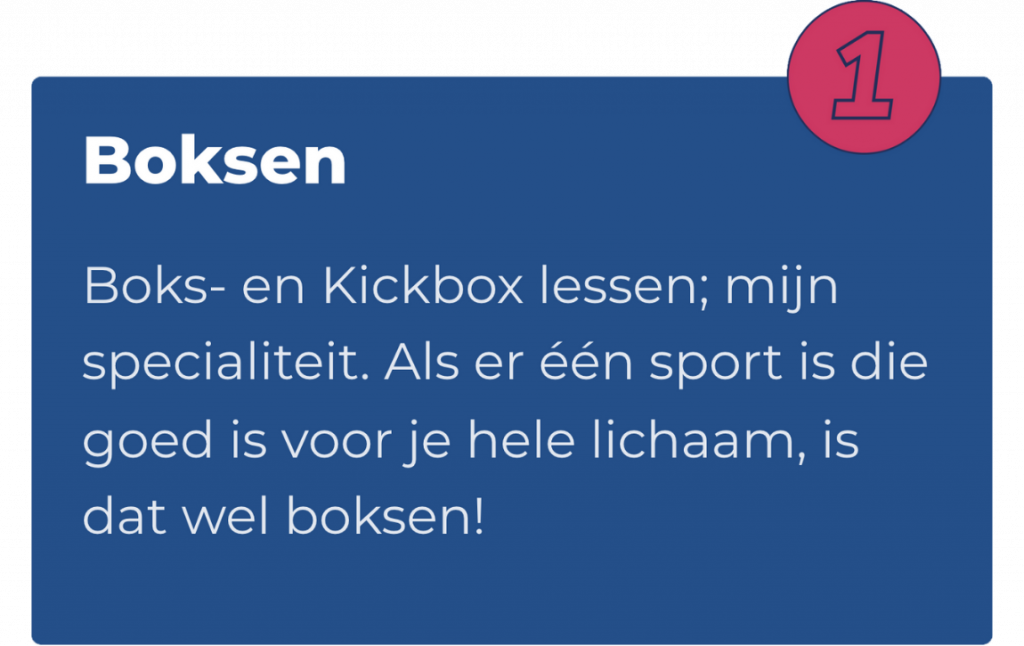 1
Boksen
Boks- en Kickbox lessen; mijn
specialiteit. Als er één sport is die
goed is voor je hele lichaam, is
dat wel boksen!